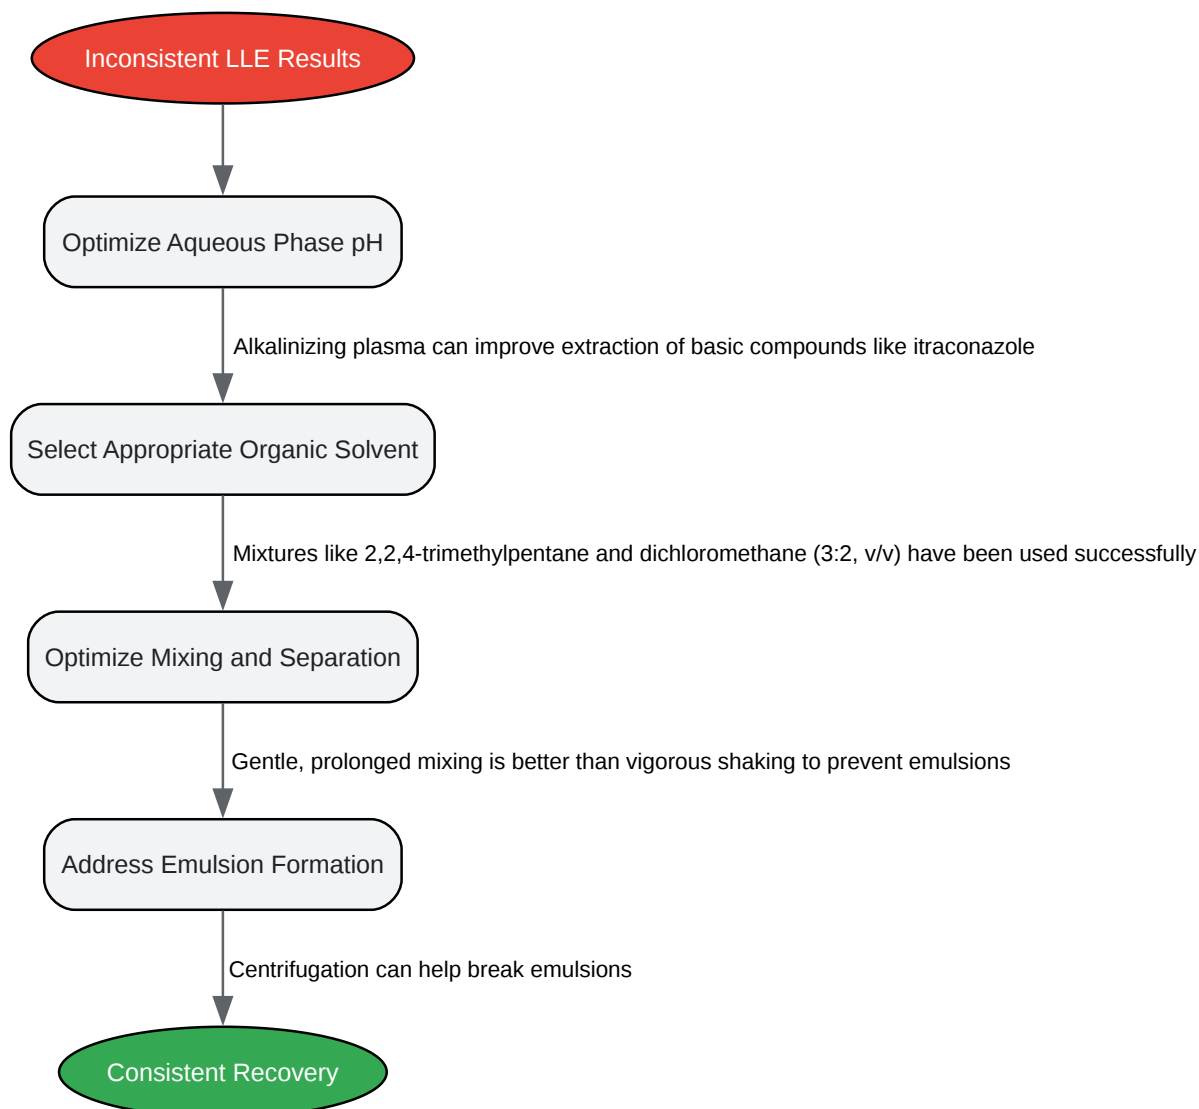 Inconsistent LLE Results
Optimize Aqueous Phase pH
Alkalinizing plasma can improve extraction of basic compounds like itraconazole
Select Appropriate Organic Solvent
Mixtures like 2,2,4-trimethylpentane and dichloromethane (3:2, v/v) have been used successfully
Optimize Mixing and Separation
Gentle, prolonged mixing is better than vigorous shaking to prevent emulsions
Address Emulsion Formation
Centrifugation can help break emulsions
Consistent Recovery